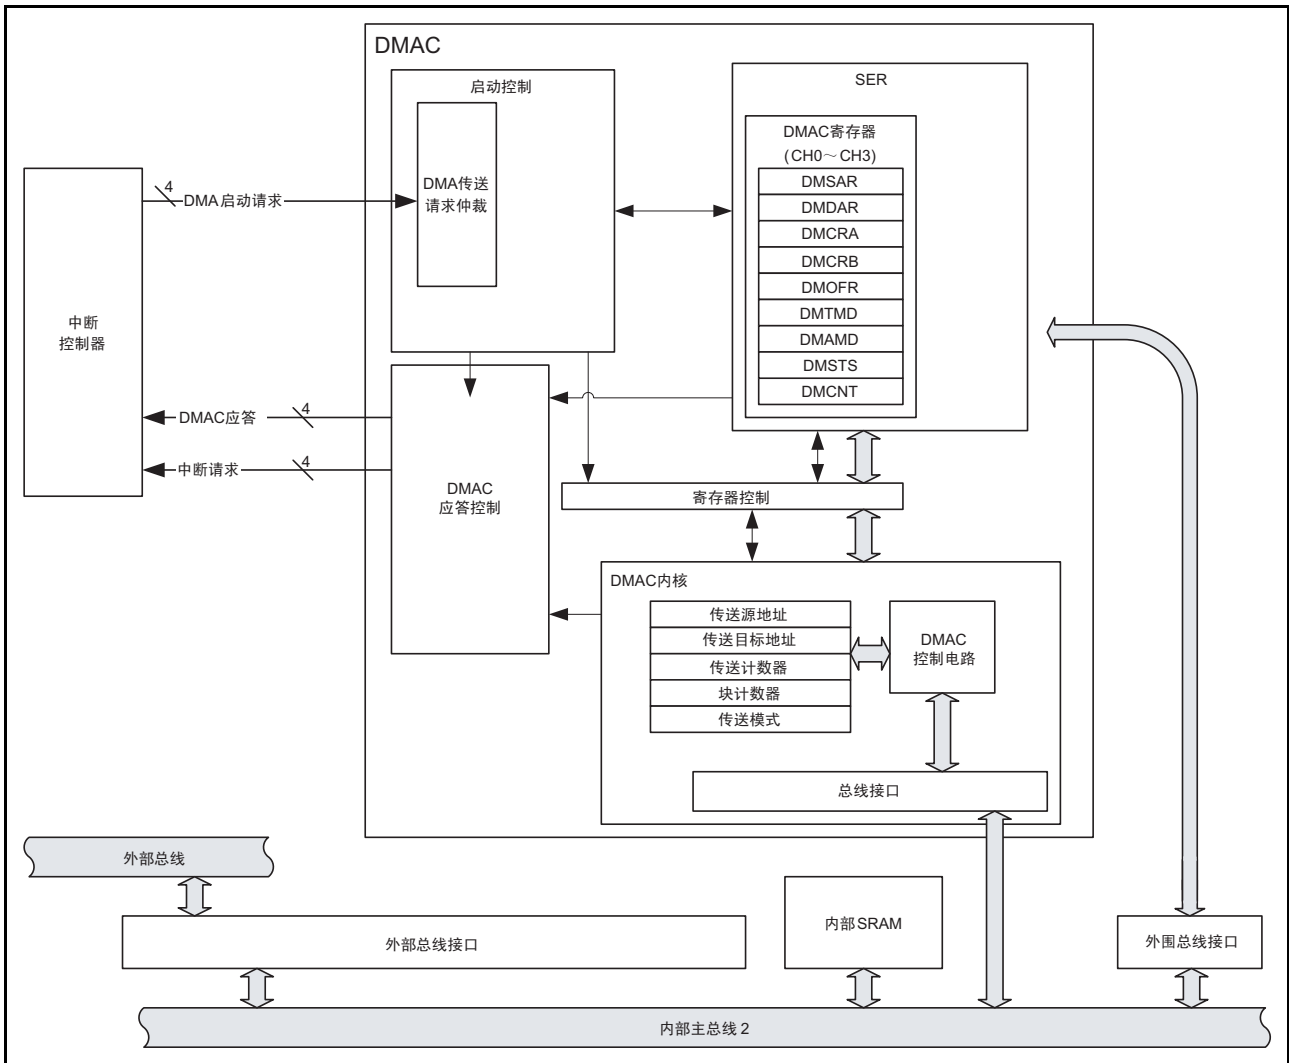 DMAC
启动控制
SER
DMA传送
请求仲裁
DMAC寄存器
(CH0～CH3)
DMSAR
DMDAR
DMCRA
DMCRB
DMOFR
DMTMD
DMAMD
DMSTS
DMCNT
4
DMA启动请求
中断
控制器
DMAC应答
4
中断请求
4
DMAC
应答控制
寄存器控制
DMAC内核
传送源地址
传送目标地址
传送计数器
块计数器
传送模式
DMAC
控制电路
总线接口
外部总线
外部总线接口
内部SRAM
外围总线接口
内部主总线2